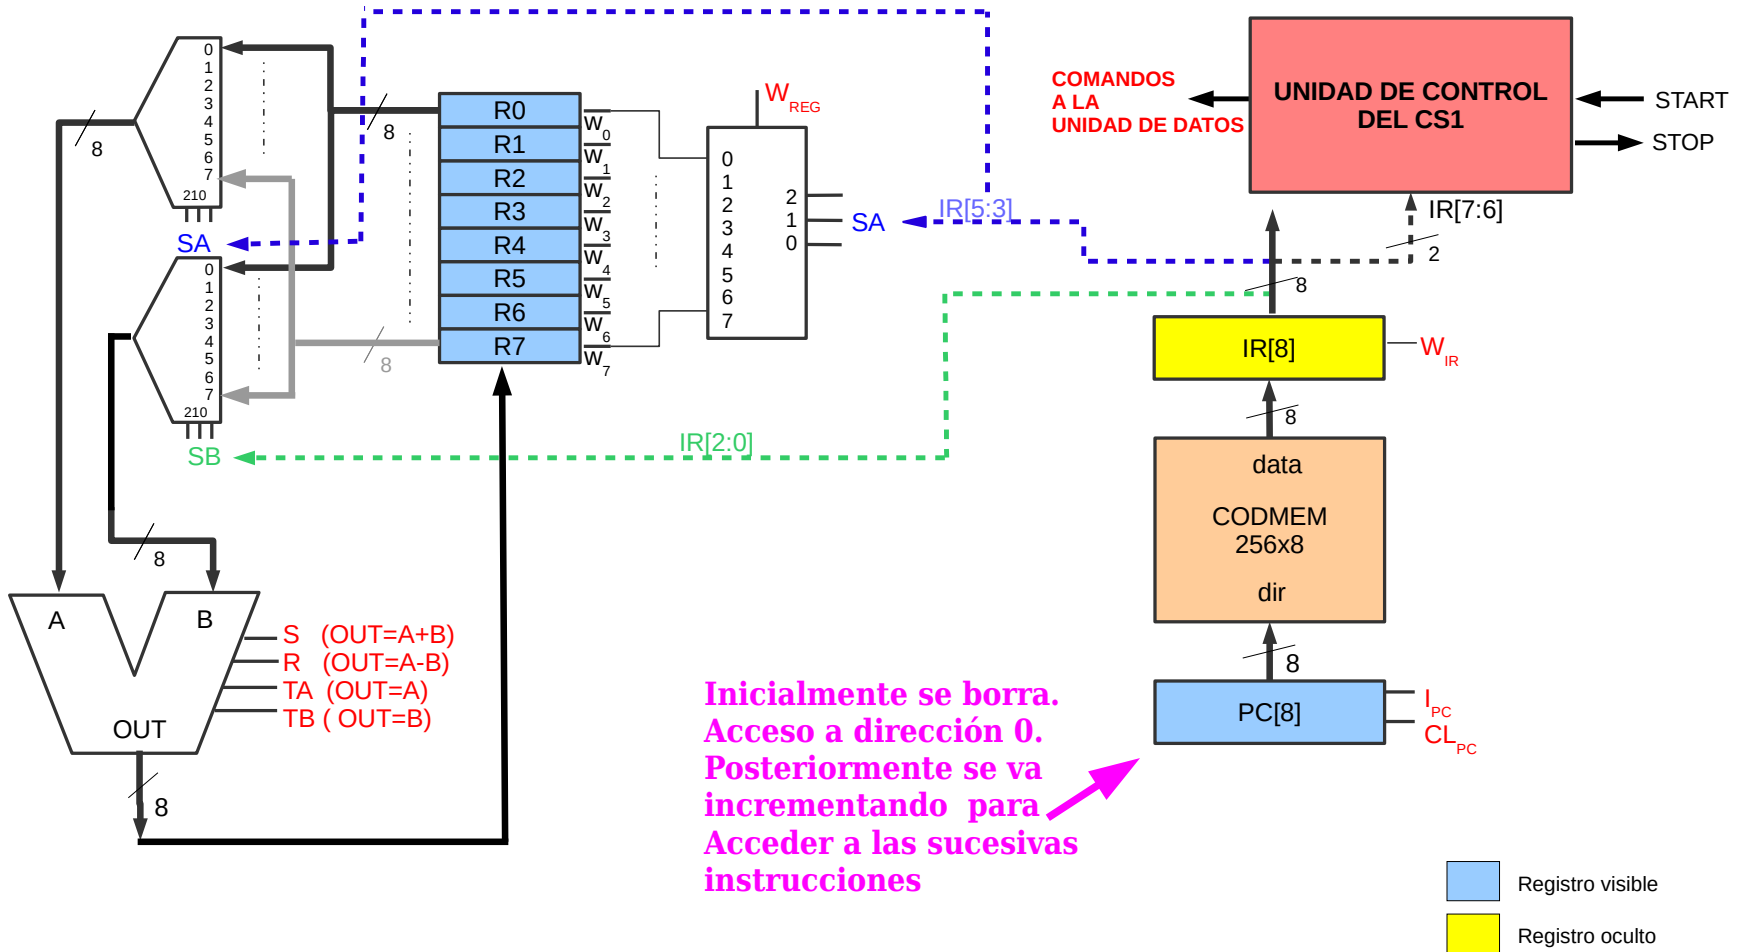 0
1
2
3
4
5
6
7
210
SA
8
8
0
1
2
3
4
5
6
7
210
SB
8
8
R0
R1
R2
R3
R4
R5
R6
R7
W0
W1
W2
W3
W4
W5
W6
W7
WREG
0
1
2
3
4
5
6
7
2
1
0
SA
IR[5:3]
IR[2:0]
COMANDOS
A LA
UNIDAD DE DATOS
UNIDAD DE CONTROL
DEL CS1
START
STOP
IR[7:6]
2
8
IR[8]
WIR
8
data
CODMEM
256x8
dir
8
PC[8]
IPC
CLPC
A
B
OUT
S (OUT=A+B)
R (OUT=A-B)
TA (OUT=A)
TB ( OUT=B)
8
Inicialmente se borra.
Acceso a dirección 0.
Posteriormente se va
incrementando para
Acceder a las sucesivas
instrucciones
Registro visible
Registro oculto